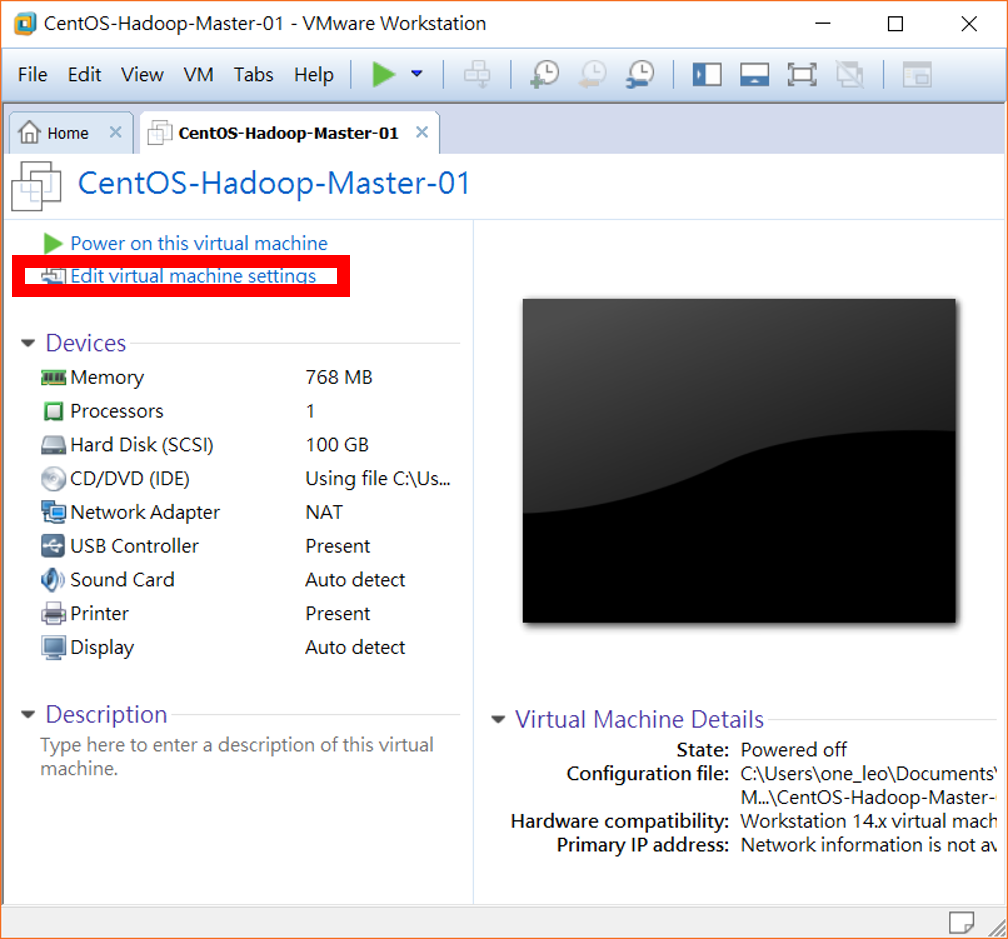 CentOS-Hadoop-Master-01 - VMware Workstation
File Edit View VM Tabs Help
Home CentOS-Hadoop-Master-01
CentOS-Hadoop-Master-01
Power on this virtual machine
Edit virtual machine settings
Devices
Memory 768 MB
Processors 1
Hard Disk (SCSI) 100 GB
CD/DVD (IDE) Using file C:\Us...
Network Adapter NAT
USB Controller Present
Sound Card Auto detect
Printer Present
Display Auto detect
Description
Type here to enter a description of this virtual
machine.
Virtual Machine Details
State: Powered off
Configuration file: C:\Users\one_leo\Documents\
M...\CentOS-Hadoop-Master-
Hardware compatibility: Workstation 14.x virtual mach
Primary IP address: Network information is not av